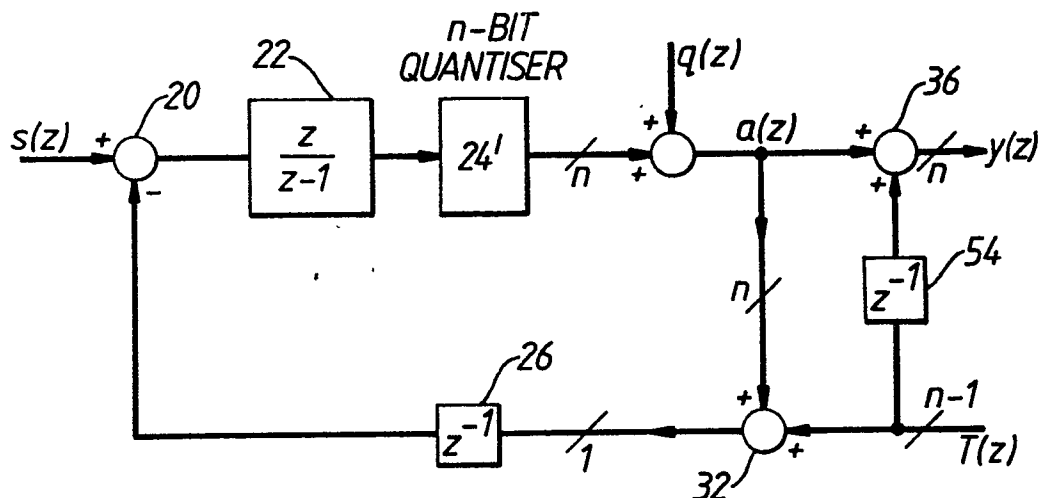 n-BIT
QUANTISER
22
q(z)
36
20
s(z)
+
-
z
z-1
24'
n
+
+
a(z)
+
+
n
y(z)
54
z⁻¹
n
26
z⁻¹
1
+
+
32
n-1
T(z)